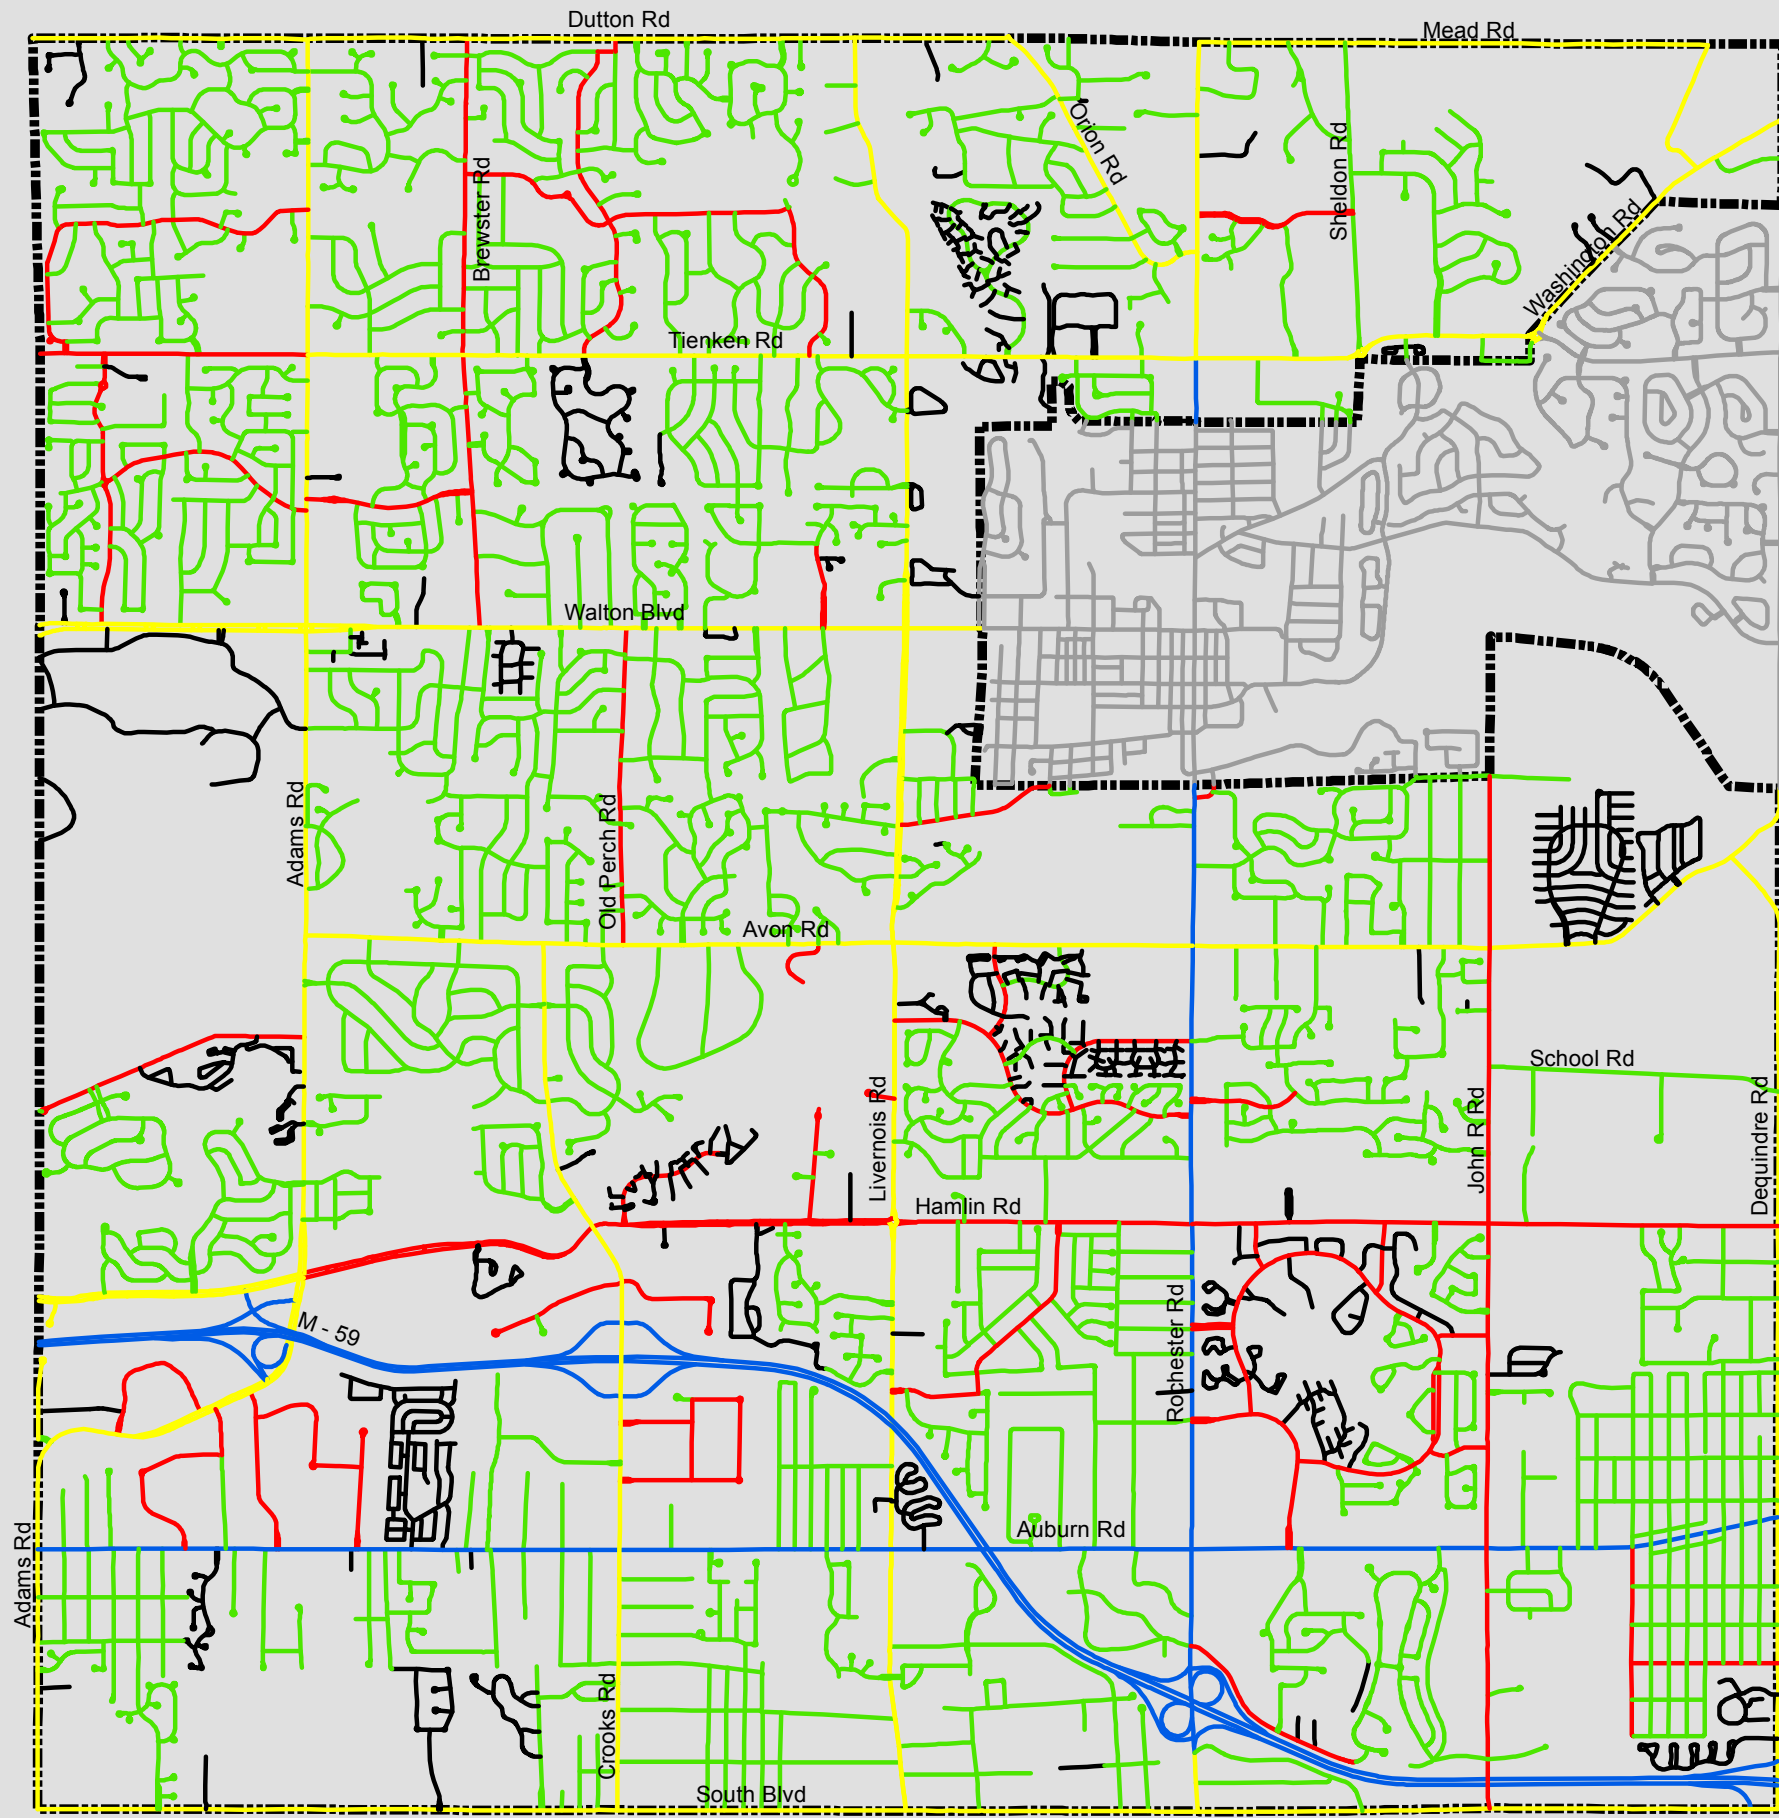 Dutton Rd
Mead Rd
Orion Rd
Sheldon Rd
Brewster Rd
Washington Rd
Tienken Rd
Walton Blvd
Adams Rd
Old Perch Rd
Avon Rd
School Rd
Livernois Rd
John R Rd
Dequindre Rd
Hamlin Rd
M - 59
Rochester Rd
Auburn Rd
Adams Rd
Crooks Rd
South Blvd